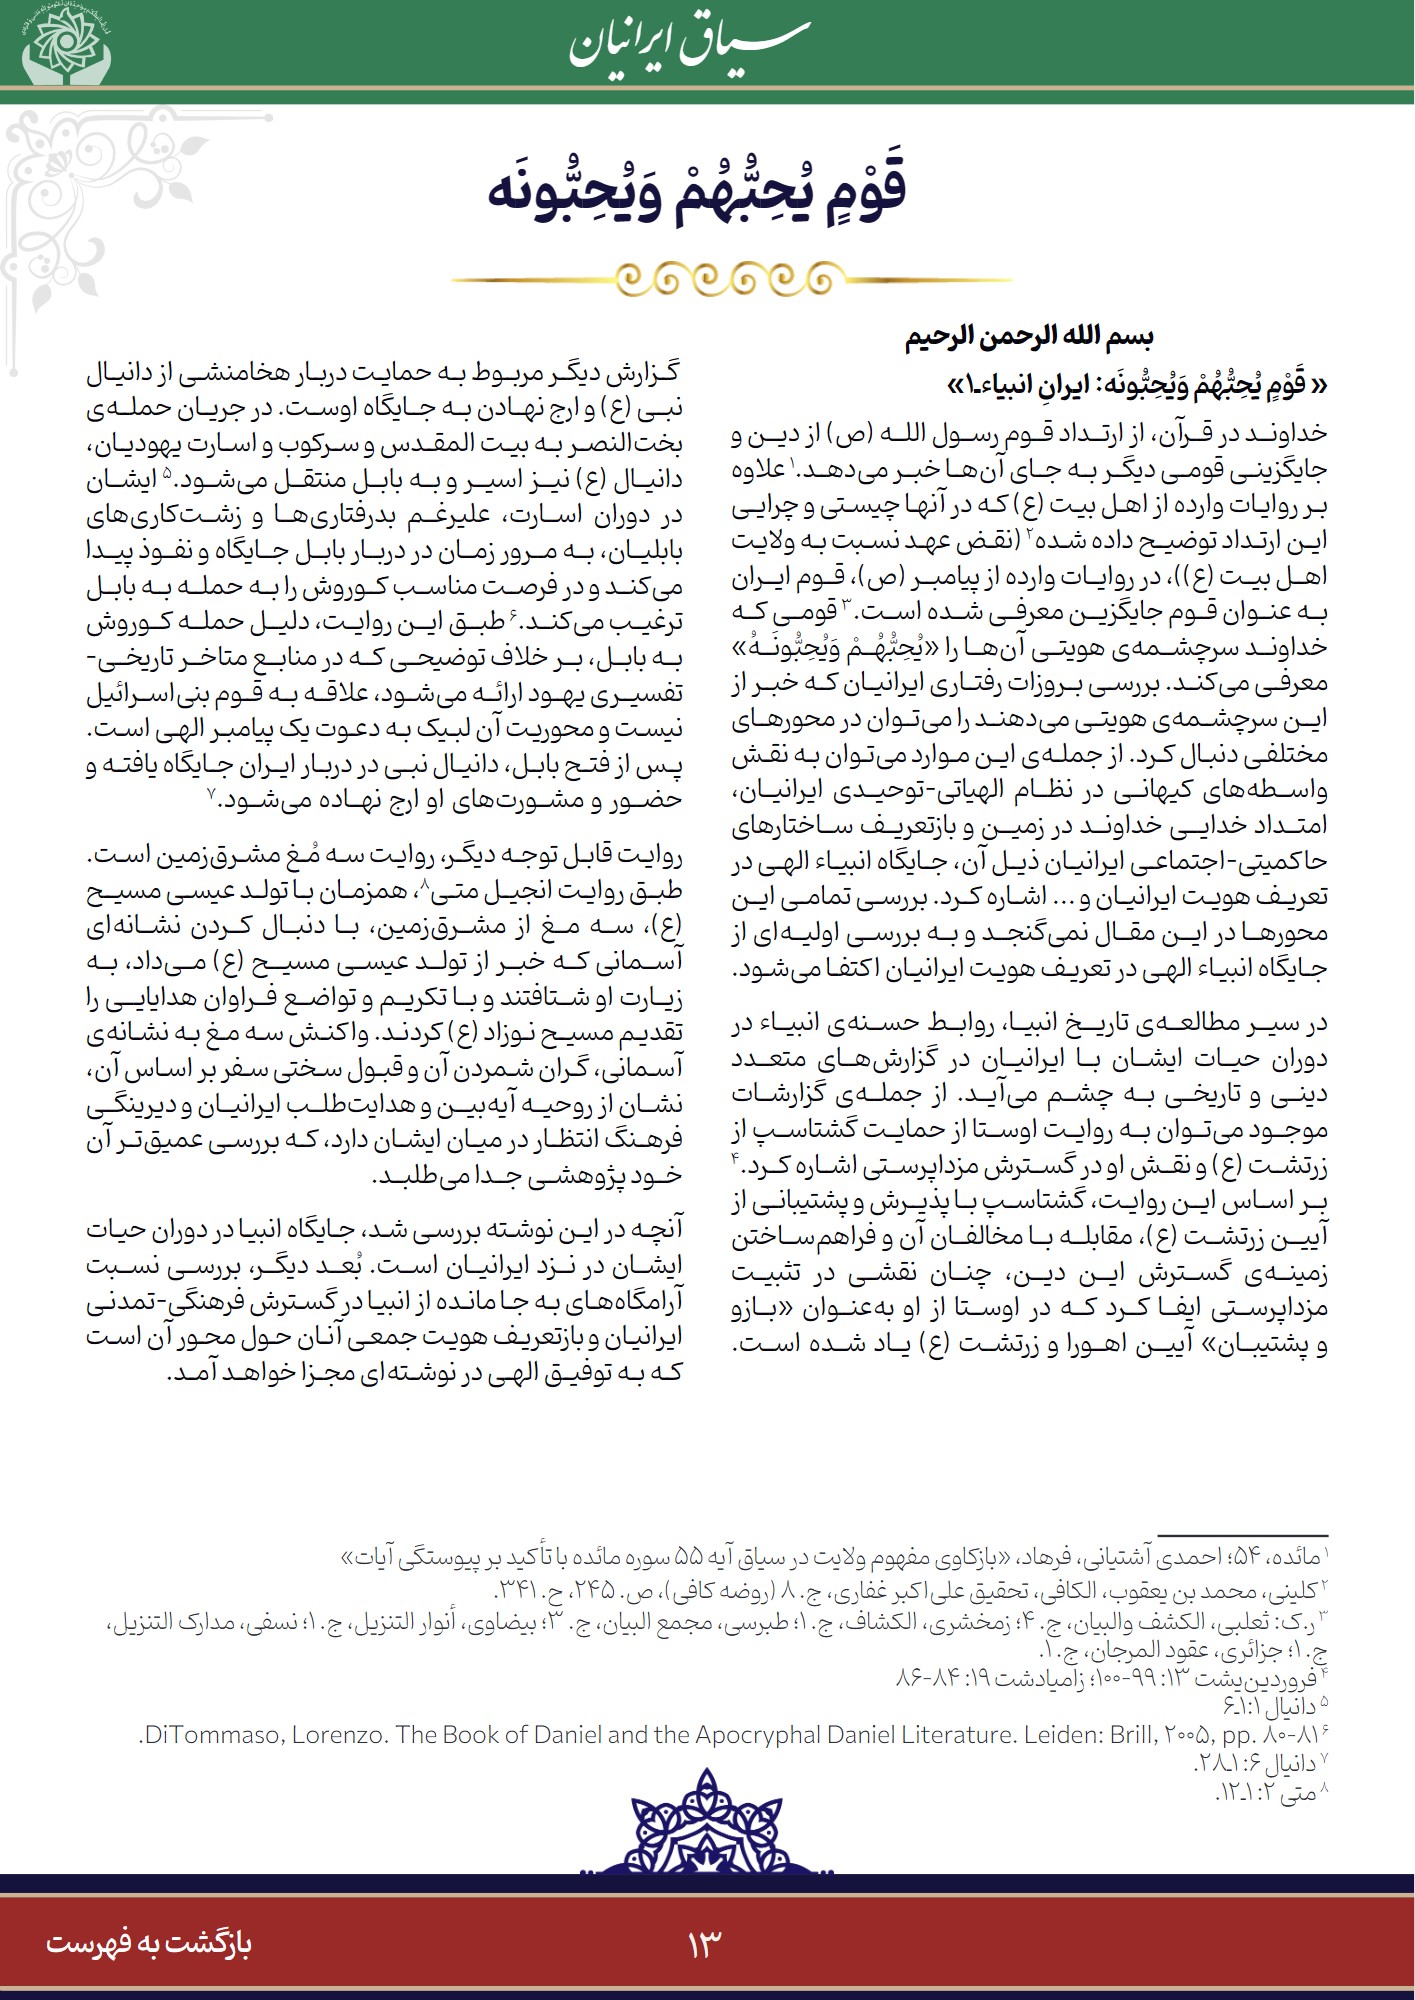 سیاق ایرانیان
قَوْمٍ يُحِبُّهُمْ وَيُحِبُّونَه
بسم الله الرحمن الرحیم
« قَوْمٍ يُحِبُّهُمْ وَيُحِبُّونَه: ایرانِ انبیاء-۱»
خداوند در قرآن، از ارتداد قوم رسول الله (ص) از دین و
جایگزینی قومی دیگر به جای آن‌ها خبر می‌دهد.۱ علاوه
بر روایات وارده از اهل بیت (ع) که در آنها چیستی و چرایی
این ارتداد توضیح داده شده۲ (نقض عهد نسبت به ولایت
اهل بیت (ع))، در روایات وارده از پیامبر (ص)، قوم ایران
به عنوان قوم جایگزین معرفی شده است.۳ قومی که
خداوند سرچشمه‌ی هویتی آن‌ها را «يُحِبُّهُمْ وَيُحِبُّونَهُ»
معرفی می‌کند. بررسی بروزات رفتاری ایرانیان که خبر از
این سرچشمه‌ی هویتی می‌دهند را می‌توان در محورهای
مختلفی دنبال کرد. از جمله‌ی این موارد می‌توان به نقش
واسطه‌های کیهانی در نظام الهیاتی-توحیدی ایرانیان،
امتداد خدایی خداوند در زمین و بازتعریف ساختارهای
حاکمیتی-اجتماعی ایرانیان ذیل آن، جایگاه انبیاء الهی در
تعریف هویت ایرانیان و... اشاره کرد. بررسی تمامی این
محورها در این مقال نمی‌گنجد و به بررسی اولیه‌ای از
جایگاه انبیاء الهی در تعریف هویت ایرانیان اکتفا می‌شود.
در سیر مطالعه‌ی تاریخ انبیا، روابط حسنه‌ی انبیاء در
دوران حیات ایشان با ایرانیان در گزارش‌های متعدد
دینی و تاریخی به چشم می‌آید. از جمله‌ی گزارشات
موجود می‌توان به روایت اوستا از حمایت گشتاسپ از
زرتشت (ع) و نقش او در گسترش مزداپرستی اشاره کرد.۴
بر اساس این روایت، گشتاسپ با پذیرش و پشتیبانی از
آیین زرتشت (ع)، مقابله با مخالفان آن و فراهم‌ساختن
زمینه‌ی گسترش این دین، چنان نقشی در تثبیت
مزداپرستی ایفا کرد که در اوستا از او به‌عنوان «بازو
و پشتیبان» آیین اهورا و زرتشت (ع) یاد شده است.
گزارش دیگر مربوط به حمایت دربار هخامنشی از دانیال
نبی (ع) و ارج نهادن به جایگاه اوست. در جریان حمله‌ی
بخت‌النصر به بیت المقدس و سرکوب و اسارت یهودیان،
دانیال (ع) نیز اسیر و به بابل منتقل می‌شود.۵ ایشان
در دوران اسارت، علیرغم بدرفتاری‌ها و زشت‌کاری‌های
بابلیان، به مرور زمان در دربار بابل جایگاه و نفوذ پیدا
می‌کند و در فرصت مناسب کوروش را به حمله به بابل
ترغیب می‌کند.۶ طبق این روایت، دلیل حمله کوروش
به بابل، بر خلاف توضیحی که در منابع متاخر تاریخی-
تفسیری یهود ارائه می‌شود، علاقه به قوم بنی‌اسرائیل
نیست و محوریت آن لبیک به دعوت یک پیامبر الهی است.
پس از فتح بابل، دانیال نبی در دربار ایران جایگاه یافته و
حضور و مشورت‌های او ارج نهاده می‌شود.۷
روایت قابل توجه دیگر، روایت سه مُغ مشرق‌زمین است.
طبق روایت انجیل متی۸، همزمان با تولد عیسی مسیح
(ع)، سه مغ از مشرق‌زمین، با دنبال کردن نشانه‌ای
آسمانی که خبر از تولد عیسی مسیح (ع) می‌داد، به
زیارت او شتافتند و با تکریم و تواضع فراوان هدایایی را
تقدیم مسیح نوزاد (ع) کردند. واکنش سه مغ به نشانه‌ی
آسمانی، گران شمردن آن و قبول سختی سفر بر اساس آن،
نشان از روحیه آیه‌بین و هدایت‌طلب ایرانیان و دیرینگی
فرهنگ انتظار در میان ایشان دارد، که بررسی عمیق‌تر آن
خود پژوهشی جدا می‌طلبد.
آنچه در این نوشته بررسی شد، جایگاه انبیا در دوران حیات
ایشان در نزد ایرانیان است. بُعد دیگر، بررسی نسبت
آرامگاه‌های به جا مانده از انبیا در گسترش فرهنگی-تمدنی
ایرانیان و بازتعریف هویت جمعی آنان حول محور آن است
که به توفیق الهی در نوشته‌ای مجزا خواهد آمد.
۱ مائده، ۵۴؛ احمدی آشتیانی، فرهاد، «بازکاوی مفهوم ولایت در سیاق آیه ۵۵ سوره مائده با تأکید بر پیوستگی آیات»
۲ کلینی، محمد بن یعقوب، الکافی، تحقیق علی‌اکبر غفاری، ج. ۸ (روضه کافی)، ص. ۲۴۵، ح. ۳۴۱.
۳ ر.ک: ثعلبی، الکشف والبیان، ج. ۴؛ زمخشری، الکشاف، ج. ۱؛ طبرسی، مجمع البیان، ج. ۳؛ بیضاوی، أنوار التنزیل، ج. ۱؛ نسفی، مدارک التنزیل،
ج. ۱؛ جزائری، عقود المرجان، ج. ۱.
۴ فروردین‌یشت ۱۳: ۹۹-۱۰۰؛ زامیادشت ۱۹: ۸۴-۸۶
۵ دانیال ۱:۱-۶
۶ DiTommaso, Lorenzo. The Book of Daniel and the Apocryphal Daniel Literature. Leiden: Brill, ۲۰۰۵, pp. ۸۰-۸۱.
۷ دانیال ۶: ۱-۲۸.
۸ متی ۲: ۱-۱۲.
۱۳
بازگشت به فهرست